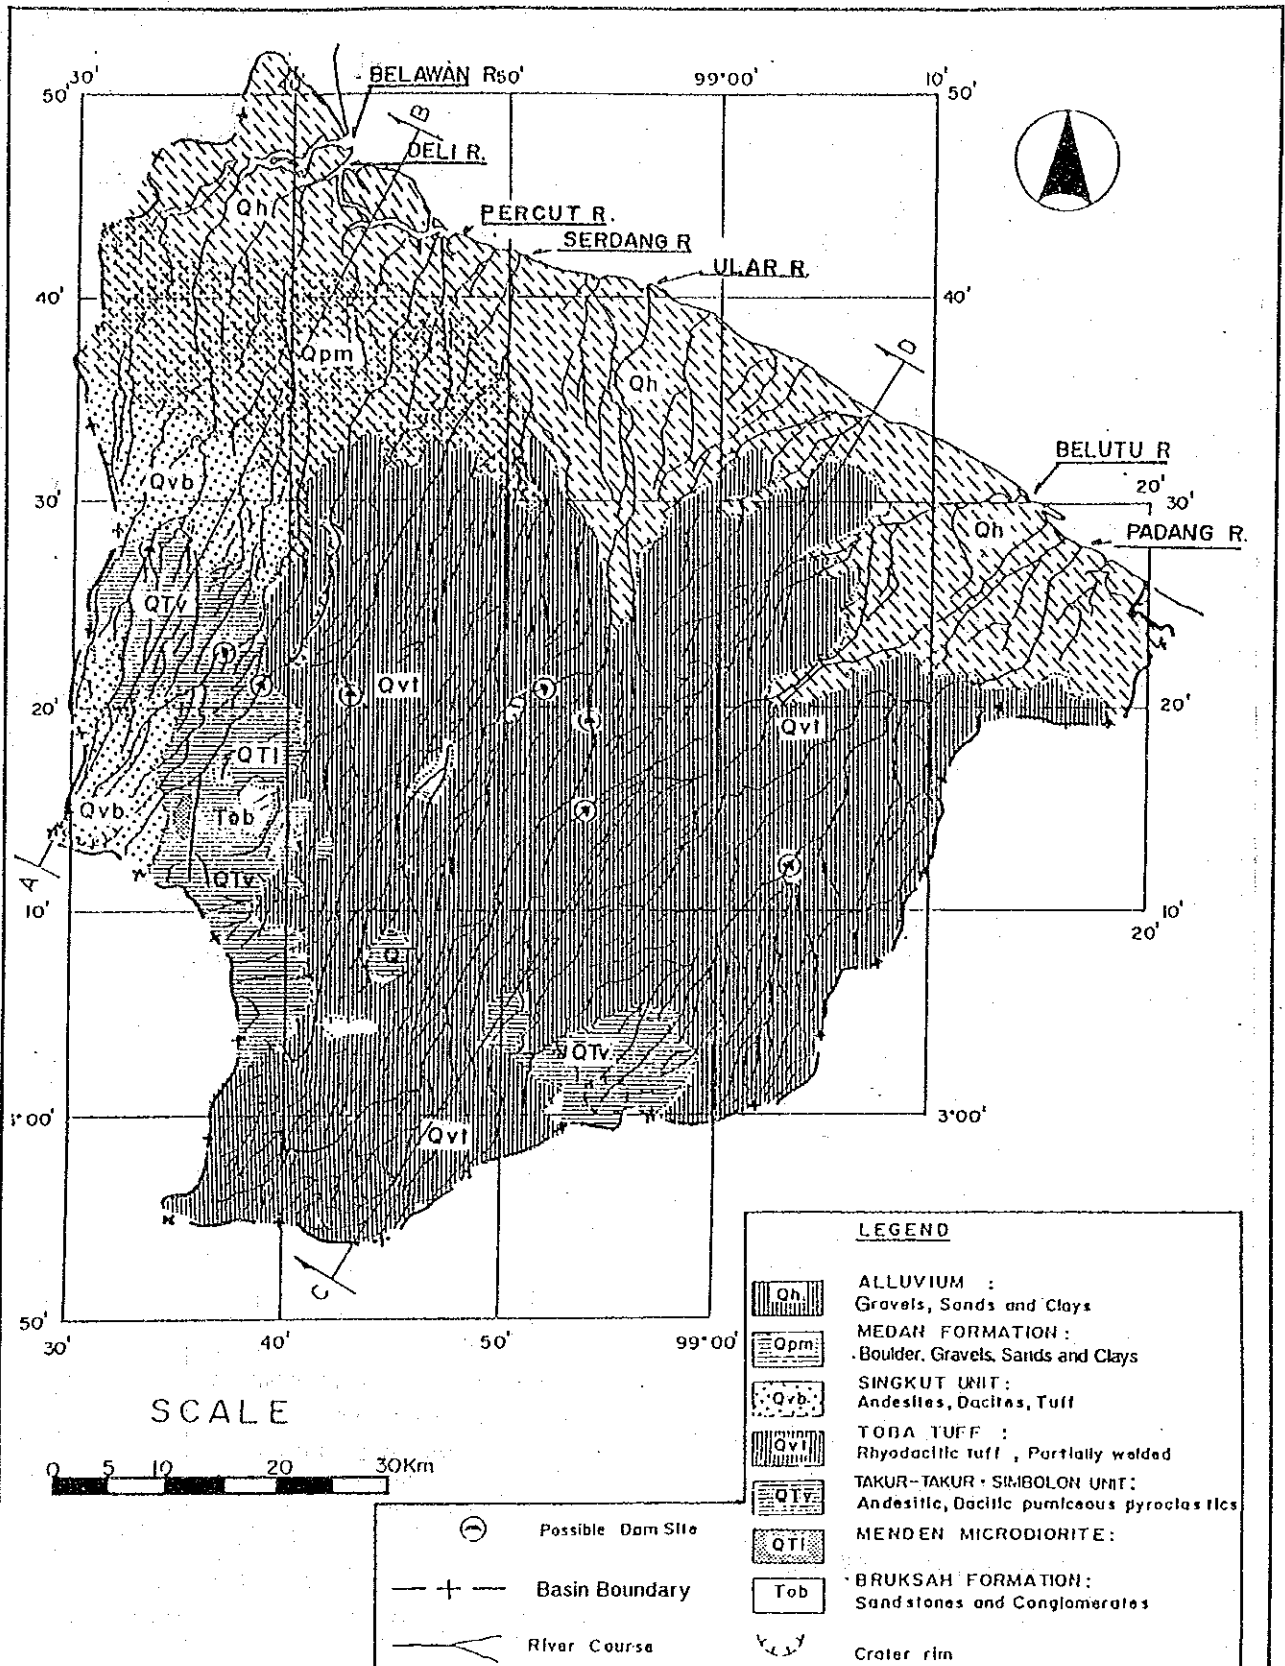 30' BELAWAN R. 50' 99°00' 10'
50' 50'
B
DELI R.
Qh
PERCUT R.
SERDANG R
ULAR R.
40' 40'
Qpm
D
Qh
BELUTU R
20'
Qvb
30' 30'
Qh
PADANG R.
QTv
Qvt
20' Qvt 20'
QTI
Qvb Tob
A
QTv
10' 10'
20'
Q
QTv
3°00'
Qvt
LEGEND
C
50'
30' 40' 50' 99°00'
Qh ALLUVIUM :
Gravels, Sands and Clays
Qpm MEDAN FORMATION :
Boulder, Gravels, Sands and Clays
Qvb SINGKUT UNIT :
Andesites, Dacites, Tuff
Qvt TOBA TUFF :
Rhyodacitic tuff , Partially welded
QTv TAKUR-TAKUR · SIMBOLON UNIT :
Andesitic, Dacitic pumiceous pyroclastics
QTI MENDEN MICRODIORITE :
Tob BRUKSAH FORMATION :
Sandstones and Conglomerates
Crater rim
SCALE
0 5 10 20 30Km
Possible Dam Site
Basin Boundary
River Course